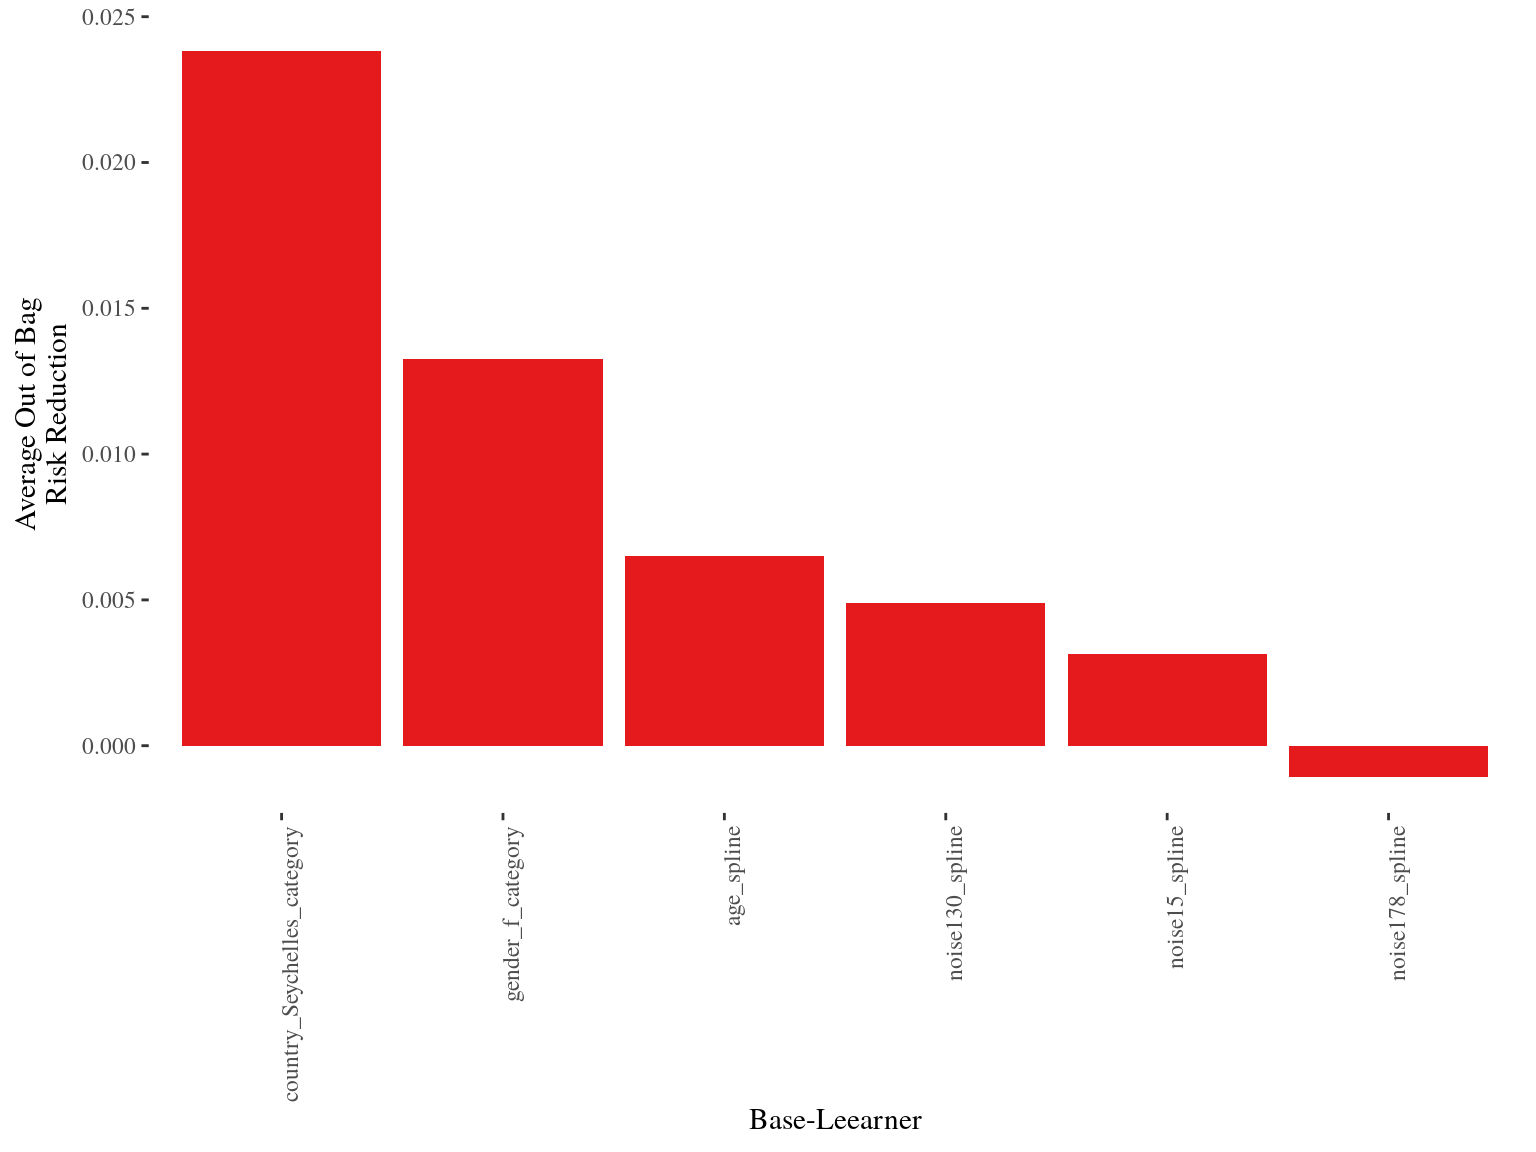 0.025
0.020
0.015
0.010
0.005
0.000
Average Out of Bag
Risk Reduction
country_Seychelles_category
gender_f_category
age_spline
noise130_spline
noise15_spline
noise178_spline
Base-Leearner